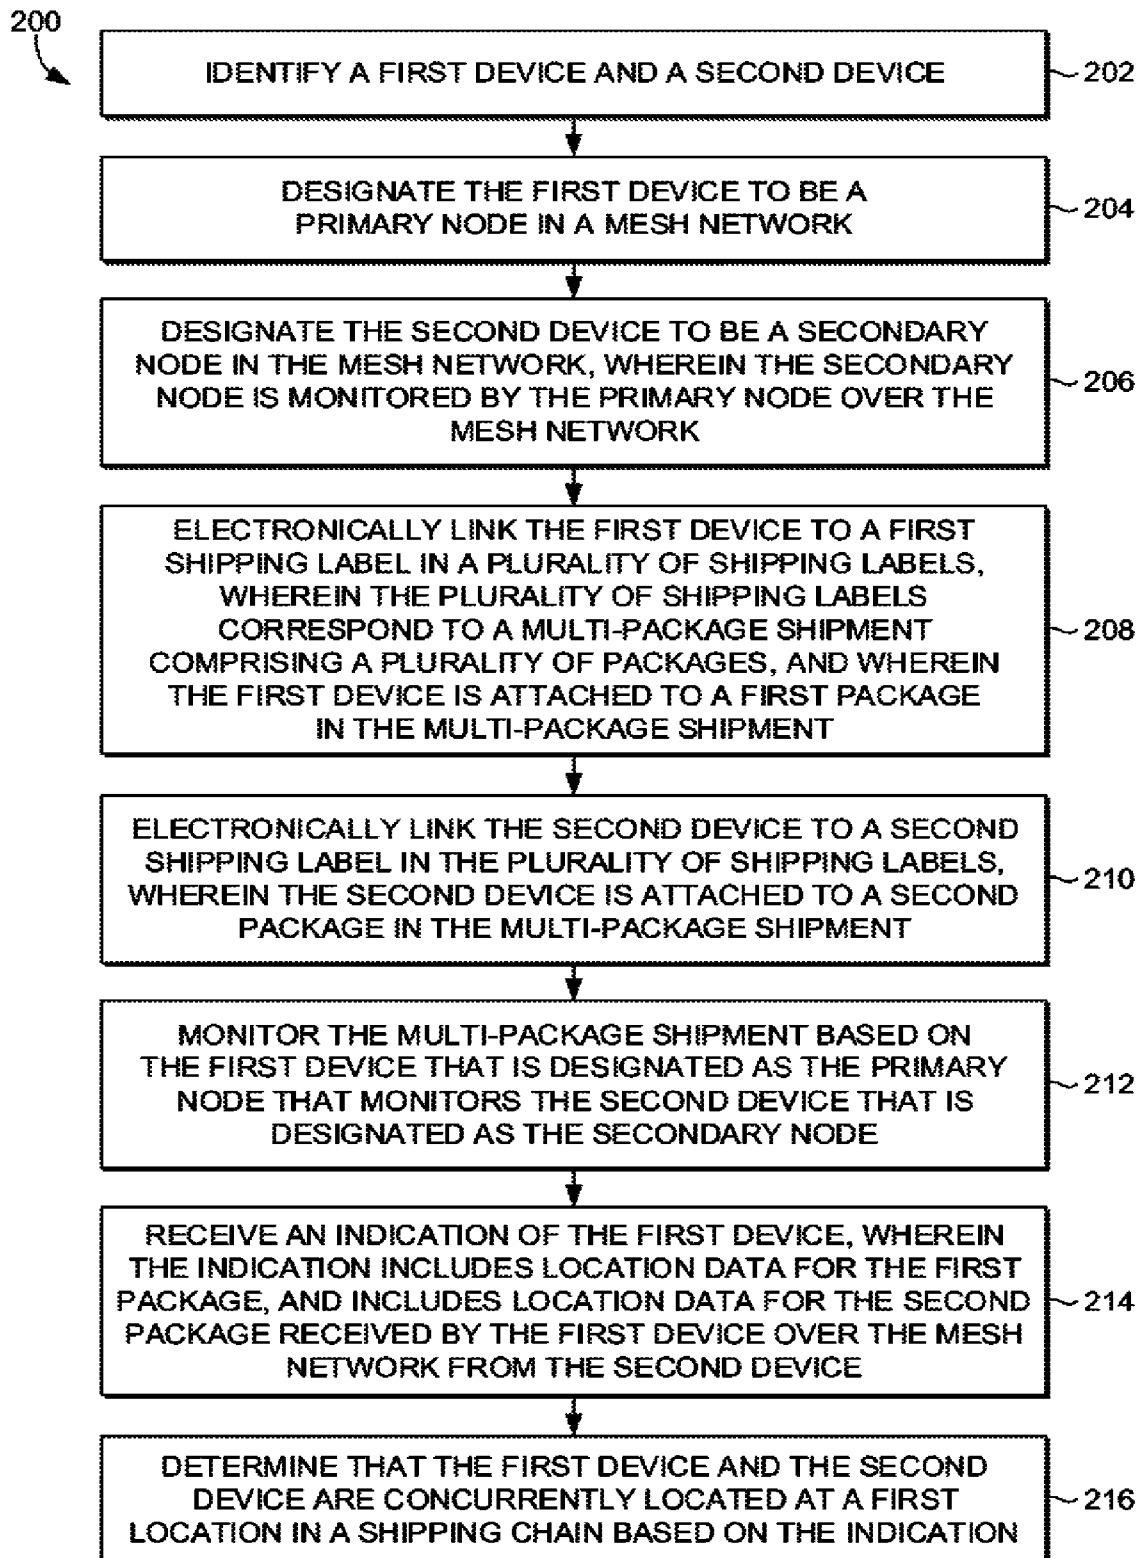 200
IDENTIFY A FIRST DEVICE AND A SECOND DEVICE
202
DESIGNATE THE FIRST DEVICE TO BE A
PRIMARY NODE IN A MESH NETWORK
204
DESIGNATE THE SECOND DEVICE TO BE A SECONDARY
NODE IN THE MESH NETWORK, WHEREIN THE SECONDARY
NODE IS MONITORED BY THE PRIMARY NODE OVER THE
MESH NETWORK
206
ELECTRONICALLY LINK THE FIRST DEVICE TO A FIRST
SHIPPING LABEL IN A PLURALITY OF SHIPPING LABELS,
WHEREIN THE PLURALITY OF SHIPPING LABELS
CORRESPOND TO A MULTI-PACKAGE SHIPMENT
COMPRISING A PLURALITY OF PACKAGES, AND WHEREIN
THE FIRST DEVICE IS ATTACHED TO A FIRST PACKAGE
IN THE MULTI-PACKAGE SHIPMENT
208
ELECTRONICALLY LINK THE SECOND DEVICE TO A SECOND
SHIPPING LABEL IN THE PLURALITY OF SHIPPING LABELS,
WHEREIN THE SECOND DEVICE IS ATTACHED TO A SECOND
PACKAGE IN THE MULTI-PACKAGE SHIPMENT
210
MONITOR THE MULTI-PACKAGE SHIPMENT BASED ON
THE FIRST DEVICE THAT IS DESIGNATED AS THE PRIMARY
NODE THAT MONITORS THE SECOND DEVICE THAT IS
DESIGNATED AS THE SECONDARY NODE
212
RECEIVE AN INDICATION OF THE FIRST DEVICE, WHEREIN
THE INDICATION INCLUDES LOCATION DATA FOR THE FIRST
PACKAGE, AND INCLUDES LOCATION DATA FOR THE SECOND
PACKAGE RECEIVED BY THE FIRST DEVICE OVER THE MESH
NETWORK FROM THE SECOND DEVICE
214
DETERMINE THAT THE FIRST DEVICE AND THE SECOND
DEVICE ARE CONCURRENTLY LOCATED AT A FIRST
LOCATION IN A SHIPPING CHAIN BASED ON THE INDICATION
216